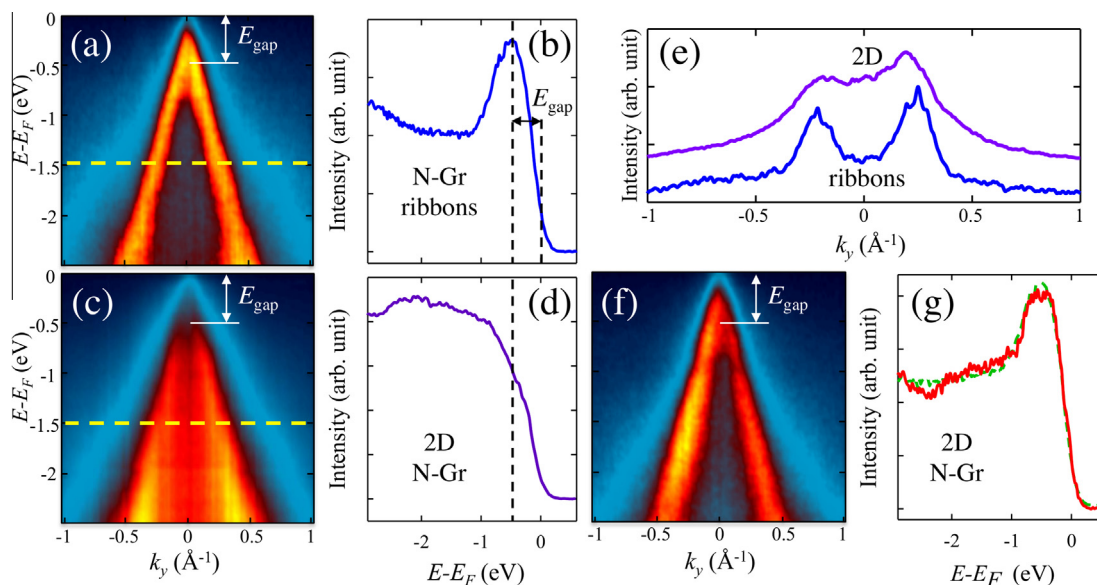 (a)
E_gap
0
-0.5
-1
-1.5
-2
E-E_F (eV)
(b)
E_gap
N-Gr
ribbons
Intensity (arb. unit)
(e)
2D
ribbons
Intensity (arb. unit)
-1 -0.5 0 0.5 1
k_y (Å⁻¹)
(c)
E_gap
0
-0.5
-1
-1.5
-2
E-E_F (eV)
-1 -0.5 0 0.5 1
k_y (Å⁻¹)
(d)
2D
N-Gr
Intensity (arb. unit)
-2 -1 0
E-E_F (eV)
(f)
E_gap
-1 -0.5 0 0.5 1
k_y (Å⁻¹)
(g)
2D
N-Gr
Intensity (arb. unit)
-2 -1 0
E-E_F (eV)